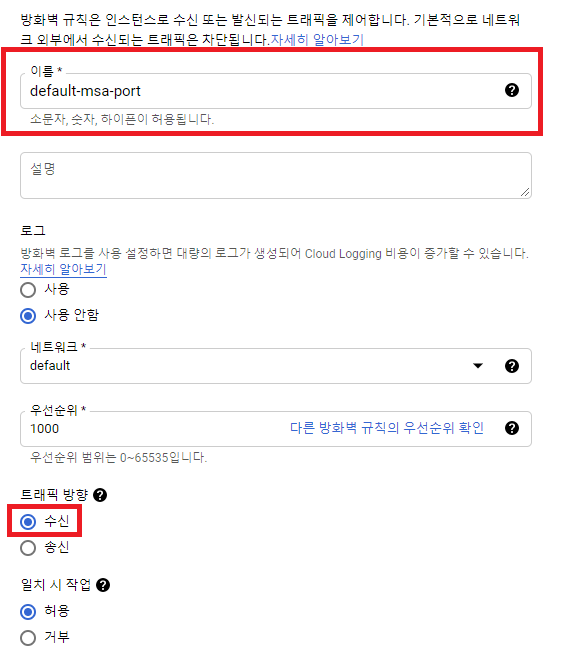 방화벽 규칙은 인스턴스로 수신 또는 발신되는 트래픽을 제어합니다. 기본적으로 네트워
크 외부에서 수신되는 트래픽은 차단됩니다.자세히 알아보기
이름 *
default-msa-port
소문자, 숫자, 하이픈이 허용됩니다.
설명
로그
방화벽 로그를 사용 설정하면 대량의 로그가 생성되어 Cloud Logging 비용이 증가할 수 있습니다.
자세히 알아보기
사용
사용 안함
네트워크 *
default
우선순위 *
1000 다른 방화벽 규칙의 우선순위 확인
우선순위 범위는 0~65535입니다.
트래픽 방향
수신
송신
일치 시 작업
허용
거부